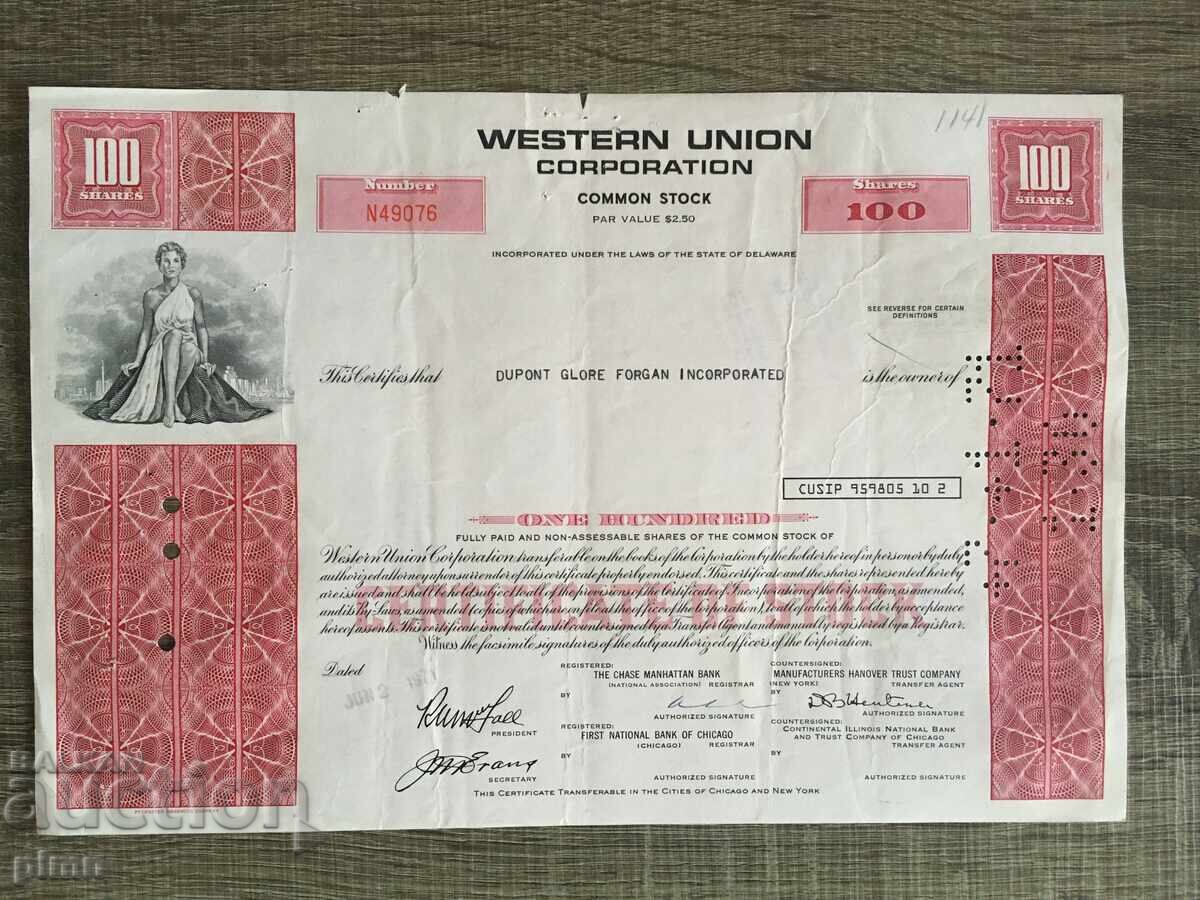 1141
100
SHARES
WESTERN UNION
CORPORATION
COMMON STOCK
PAR VALUE $2.50
Number
N49076
Shares
100
100
SHARES
INCORPORATED UNDER THE LAWS OF THE STATE OF DELAWARE
SEE REVERSE FOR CERTAIN
DEFINITIONS
This Certifies that DUPONT GLORE FORGAN INCORPORATED is the owner of
CUSIP 959805 10 2
ONE HUNDRED
FULLY PAID AND NON-ASSESSABLE SHARES OF THE COMMON STOCK OF
Western Union Corporation, transferable on the books of the Corporation by the holder hereof in person or by duly
authorized attorney upon surrender of this certificate properly endorsed. This certificate and the shares represented hereby
are issued and shall be held subject to all of the provisions of the Certificate of Incorporation of the Corporation, as amended,
and its By-Laws, as amended (copies of which are on file at the office of the Corporation), to all of which the holder by acceptance
hereof assents. This certificate is not valid until countersigned by a Transfer Agent and manually registered by a Registrar.
Witness the facsimile signatures of the duly authorized officers of the Corporation.
Dated
JUN 2 1971
PRESIDENT
SECRETARY
REGISTERED:
THE CHASE MANHATTAN BANK
(NATIONAL ASSOCIATION) REGISTRAR
BY
AUTHORIZED SIGNATURE
REGISTERED:
FIRST NATIONAL BANK OF CHICAGO
(CHICAGO) REGISTRAR
BY
AUTHORIZED SIGNATURE
COUNTERSIGNED:
MANUFACTURERS HANOVER TRUST COMPANY
(NEW YORK) TRANSFER AGENT
BY
AUTHORIZED SIGNATURE
COUNTERSIGNED:
CONTINENTAL ILLINOIS NATIONAL BANK
AND TRUST COMPANY OF CHICAGO
TRANSFER AGENT
BY
AUTHORIZED SIGNATURE
THIS CERTIFICATE TRANSFERABLE IN THE CITIES OF CHICAGO AND NEW YORK
BALKAN
auction
plmn